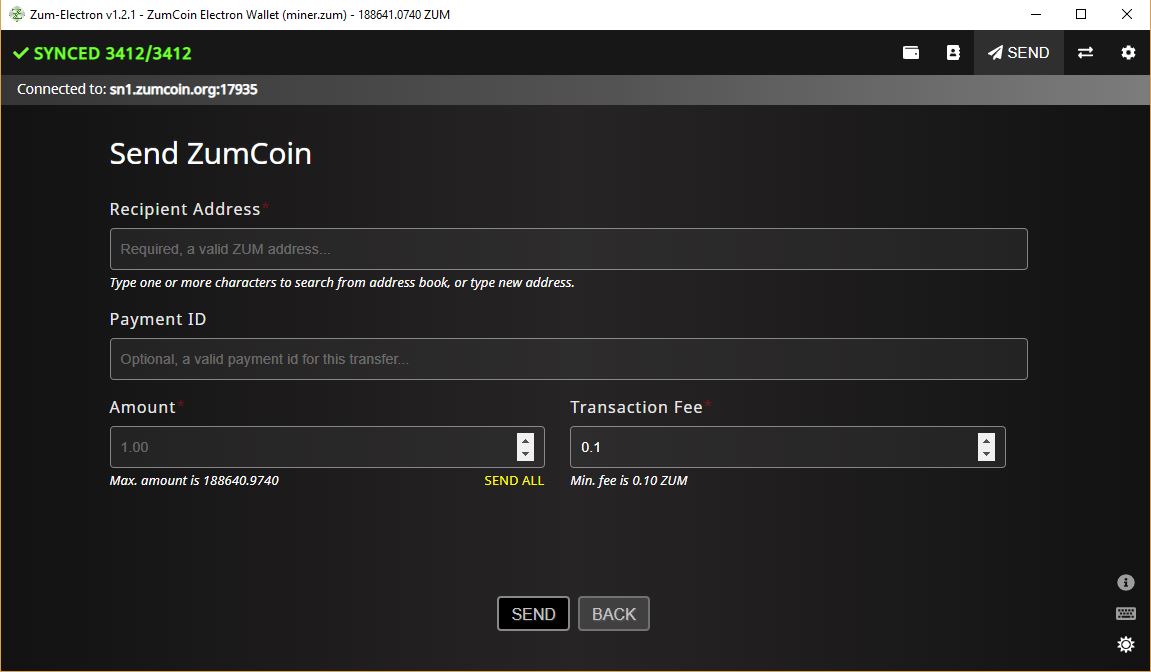 Zum-Electron v1.2.1 - ZumCoin Electron Wallet (miner.zum) - 188641.0740 ZUM
SYNCED 3412/3412
SEND
Connected to: sn1.zumcoin.org:17935
Send ZumCoin
Recipient Address*
Required, a valid ZUM address...
Type one or more characters to search from address book, or type new address.
Payment ID
Optional, a valid payment id for this transfer...
Amount* Transaction Fee*
1.00 0.1
Max. amount is 188640.9740 SEND ALL Min. fee is 0.10 ZUM
SEND BACK